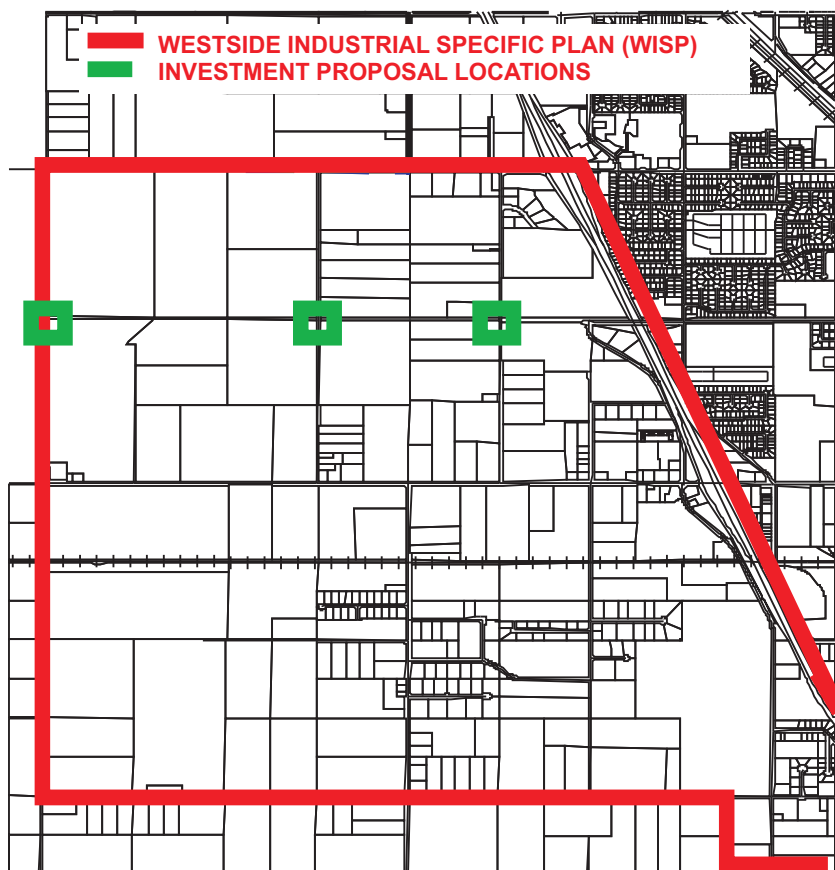 WESTSIDE INDUSTRIAL SPECIFIC PLAN (WISP)
INVESTMENT PROPOSAL LOCATIONS